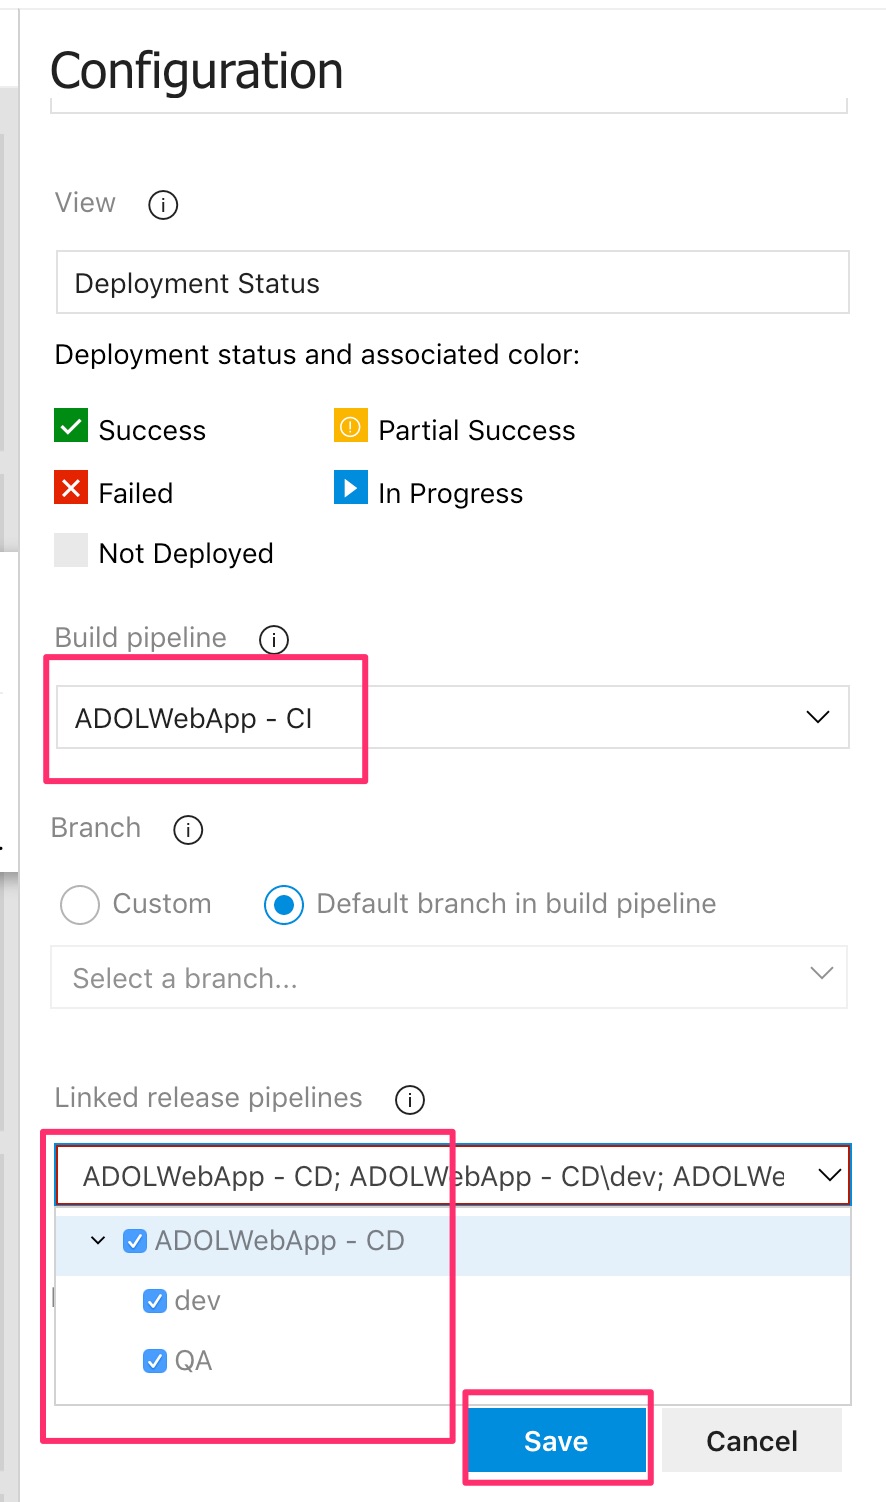 Configuration
View
Deployment Status
Deployment status and associated color:
Success Partial Success
Failed In Progress
Not Deployed
Build pipeline
ADOLWebApp - CI
Branch
Custom Default branch in build pipeline
Select a branch...
Linked release pipelines
ADOLWebApp - CD; ADOLWebApp - CD\dev; ADOLWe
ADOLWebApp - CD
dev
QA
Save Cancel